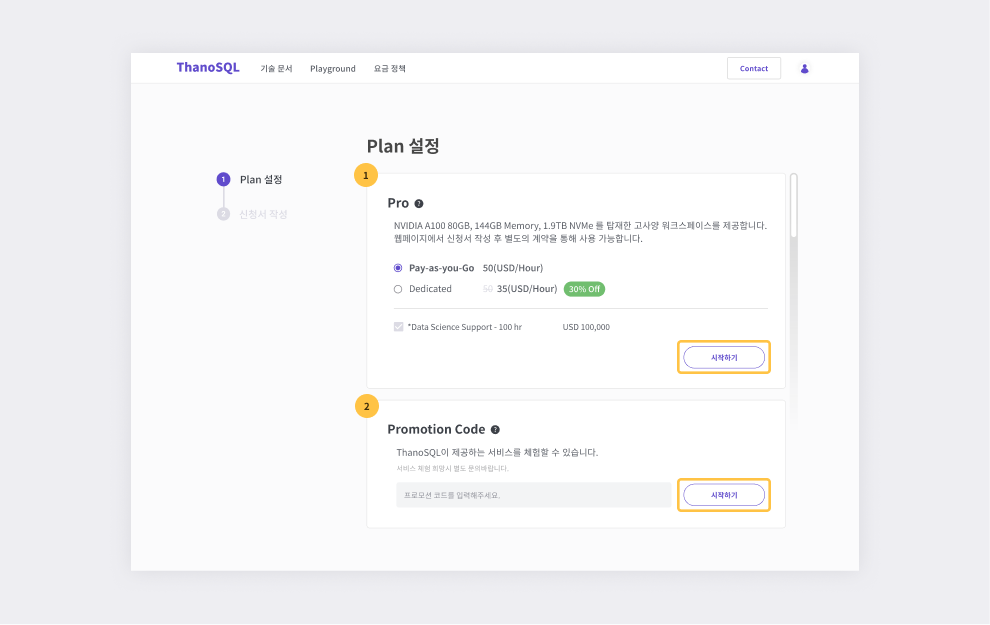 ThanoSQL 기술 문서 Playground 요금 정책 Contact
Plan 설정
1 Plan 설정
2 신청서 작성
1
Pro ?
NVIDIA A100 80GB, 144GB Memory, 1.9TB NVMe 를 탑재한 고사양 워크스페이스를 제공합니다.
웹페이지에서 신청서 작성 후 별도의 계약을 통해 사용 가능합니다.
Pay-as-you-Go 50(USD/Hour)
Dedicated 50 35(USD/Hour) 30% Off
*Data Science Support - 100 hr USD 100,000
시작하기
2
Promotion Code ?
ThanoSQL이 제공하는 서비스를 체험할 수 있습니다.
서비스 체험 희망시 별도 문의바랍니다.
프로모션 코드를 입력해주세요. 시작하기